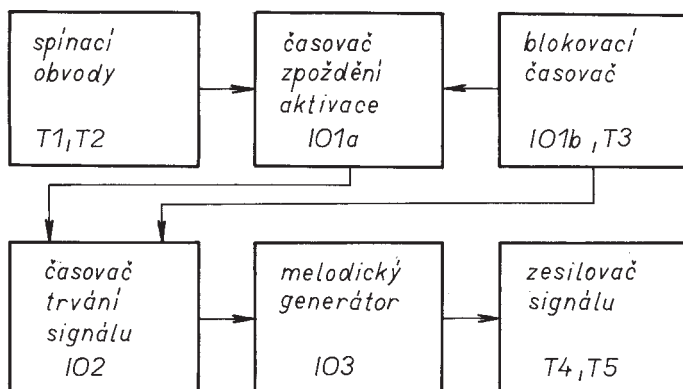 spínací
obvody
T1,T2
časovač
zpoždění
aktivace
IO1a
blokovací
časovač
IO1b,T3
časovač
trvání
signálu
IO2
melodický
generátor
IO3
zesilovač
signálu
T4,T5